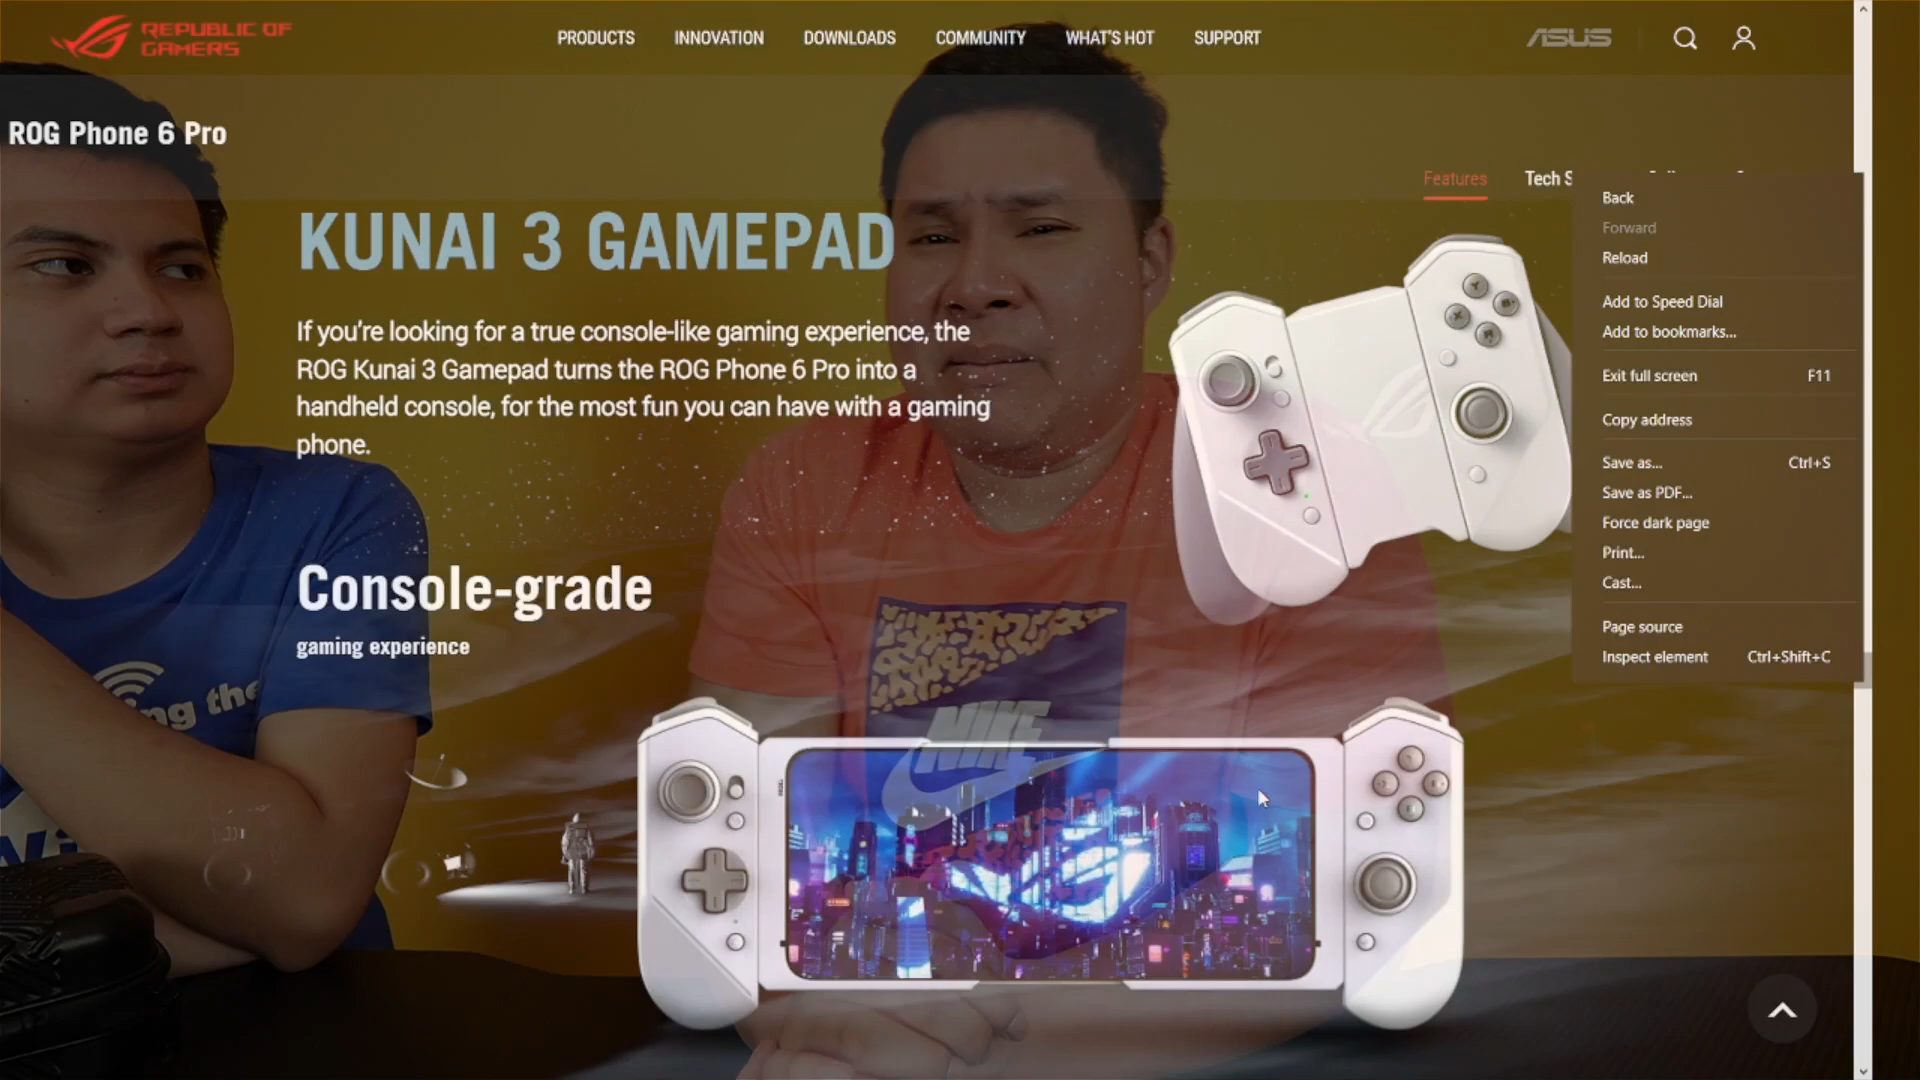 REPUBLIC OF
GAMERS
PRODUCTS
INNOVATION
DOWNLOADS
COMMUNITY
WHAT'S HOT
SUPPORT
ASUS
ROG Phone 6 Pro
Features
Tech S
KUNAI 3 GAMEPAD
If you're looking for a true console-like gaming experience, the
ROG Kunai 3 Gamepad turns the ROG Phone 6 Pro into a
handheld console, for the most fun you can have with a gaming
phone.
Console-grade
gaming experience
Back
Forward
Reload
Add to Speed Dial
Add to bookmarks...
Exit full screen F11
Copy address
Save as... Ctrl+S
Save as PDF...
Force dark page
Print...
Cast...
Page source
Inspect element Ctrl+Shift+C
ng the
NIKE